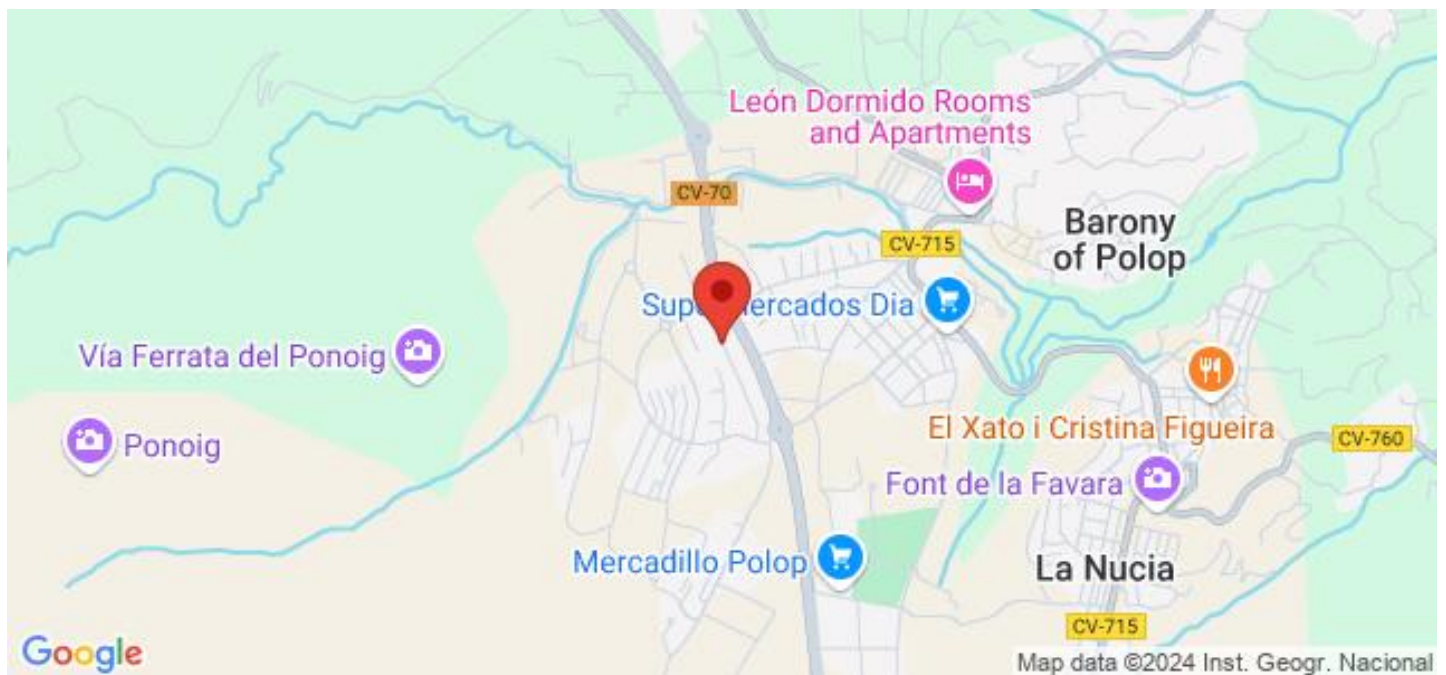 León Dormido Rooms
and Apartments
CV-70
Barony
of Polop
CV-715
Supermercados Dia
Vía Ferrata del Ponoig
El Xato i Cristina Figueira
Ponoig
CV-760
Font de la Favara
Mercadillo Polop
La Nucia
CV-715
Google
Map data ©2024 Inst. Geogr. Nacional